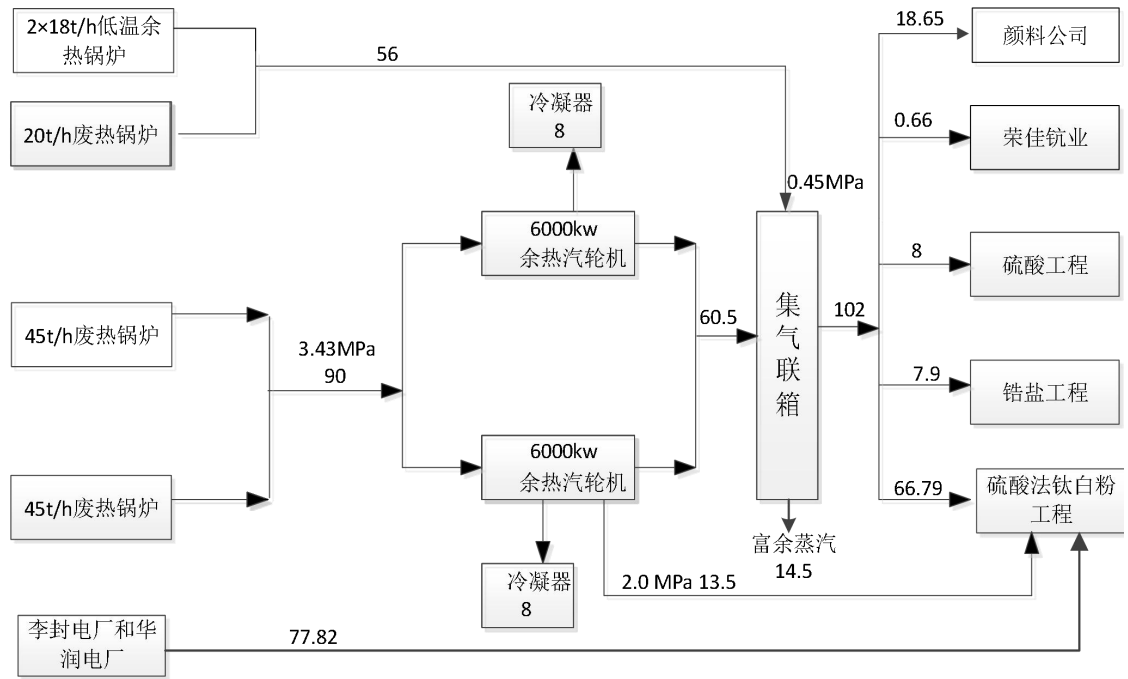 2×18t/h低温余
热锅炉
20t/h废热锅炉
56
冷凝器
8
18.65
颜料公司
0.66
荣佳钪业
0.45MPa
6000kw
余热汽轮机
8
硫酸工程
45t/h废热锅炉
3.43MPa
90
60.5
集
气
联
箱
102
7.9
锆盐工程
45t/h废热锅炉
6000kw
余热汽轮机
66.79
硫酸法钛白粉
工程
富余蒸汽
14.5
冷凝器
8
2.0 MPa 13.5
李封电厂和华
润电厂
77.82